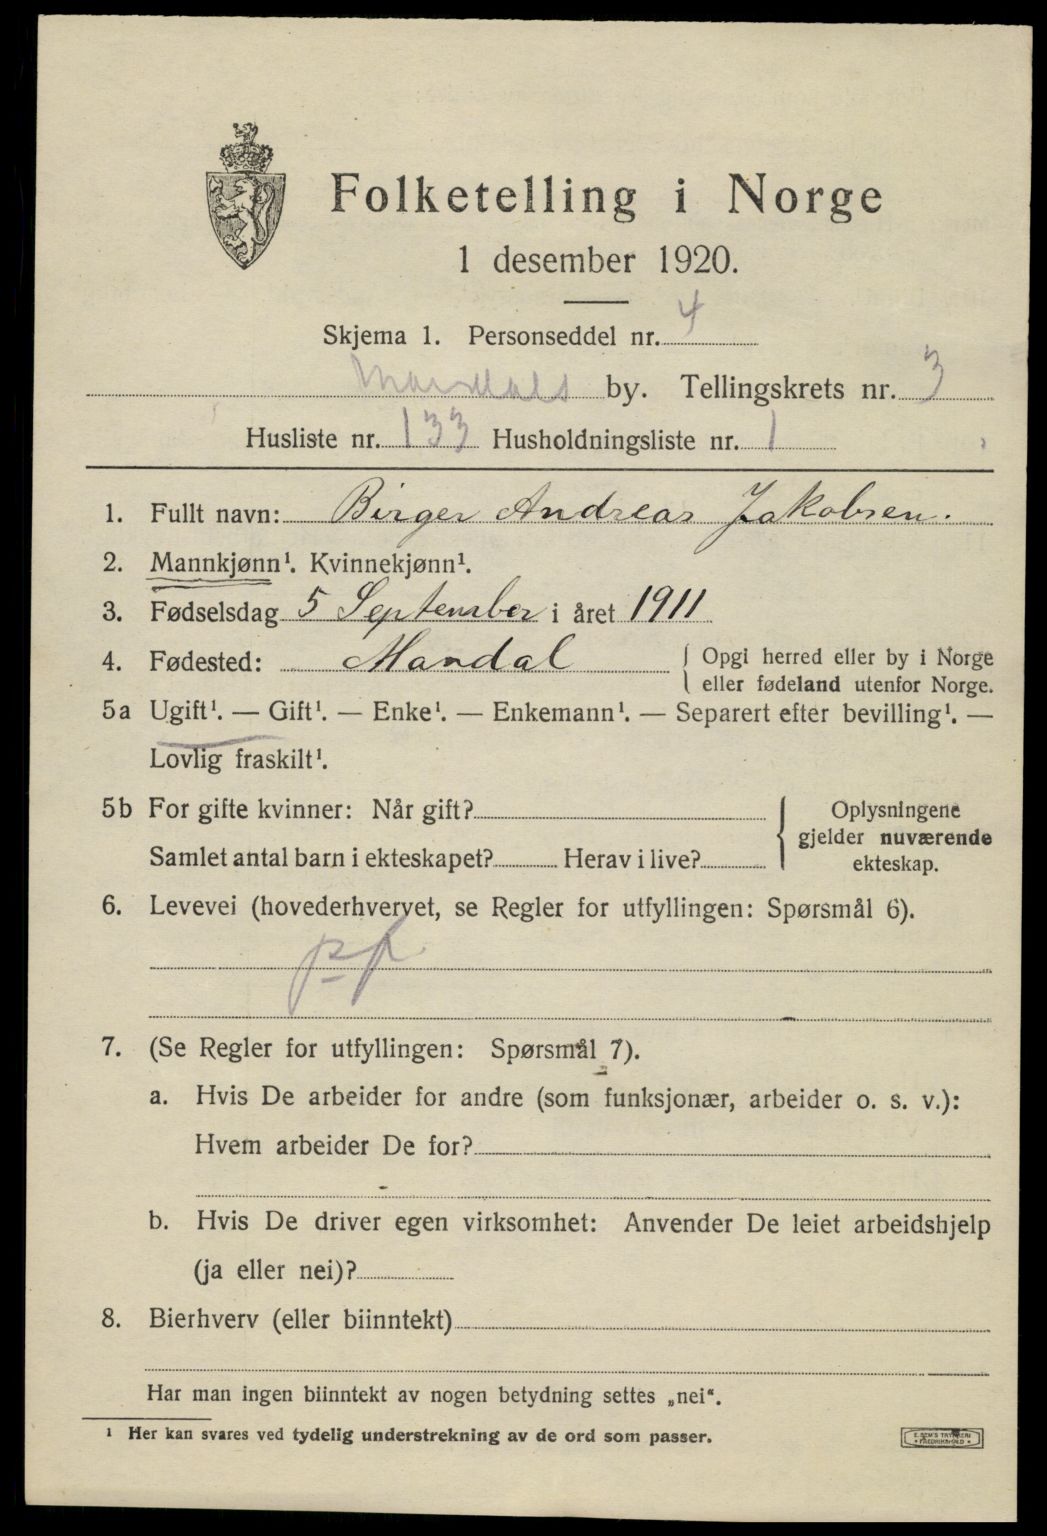 Folketelling i Norge
1 desember 1920.
Skjema 1. Personseddel nr. 4
Mandals by. Tellingskrets nr. 3
Husliste nr. 133 Husholdningsliste nr. 1
1. Fullt navn: Birger Andreas Jakobsen.
2. Mannkjønn¹. Kvinnekjønn¹.
3. Fødselsdag 5 September i året 1911
4. Fødested: Mandal { Opgi herred eller by i Norge
eller fødeland utenfor Norge.
5a Ugift¹. — Gift¹. — Enke¹. — Enkemann¹. — Separert efter bevilling¹. —
Lovlig fraskilt¹.
5b For gifte kvinner: Når gift? { Oplysningene
gjelder nuværende
Samlet antal barn i ekteskapet? Herav i live?
ekteskap.
6. Levevei (hovederhvervet, se Regler for utfyllingen: Spørsmål 6).
7. (Se Regler for utfyllingen: Spørsmål 7).
a. Hvis De arbeider for andre (som funksjonær, arbeider o. s. v.):
Hvem arbeider De for?
b. Hvis De driver egen virksomhet: Anvender De leiet arbeidshjelp
(ja eller nei)?
8. Bierhverv (eller biinntekt)
Har man ingen biinntekt av nogen betydning settes „nei“.
¹ Her kan svares ved tydelig understrekning av de ord som passer.